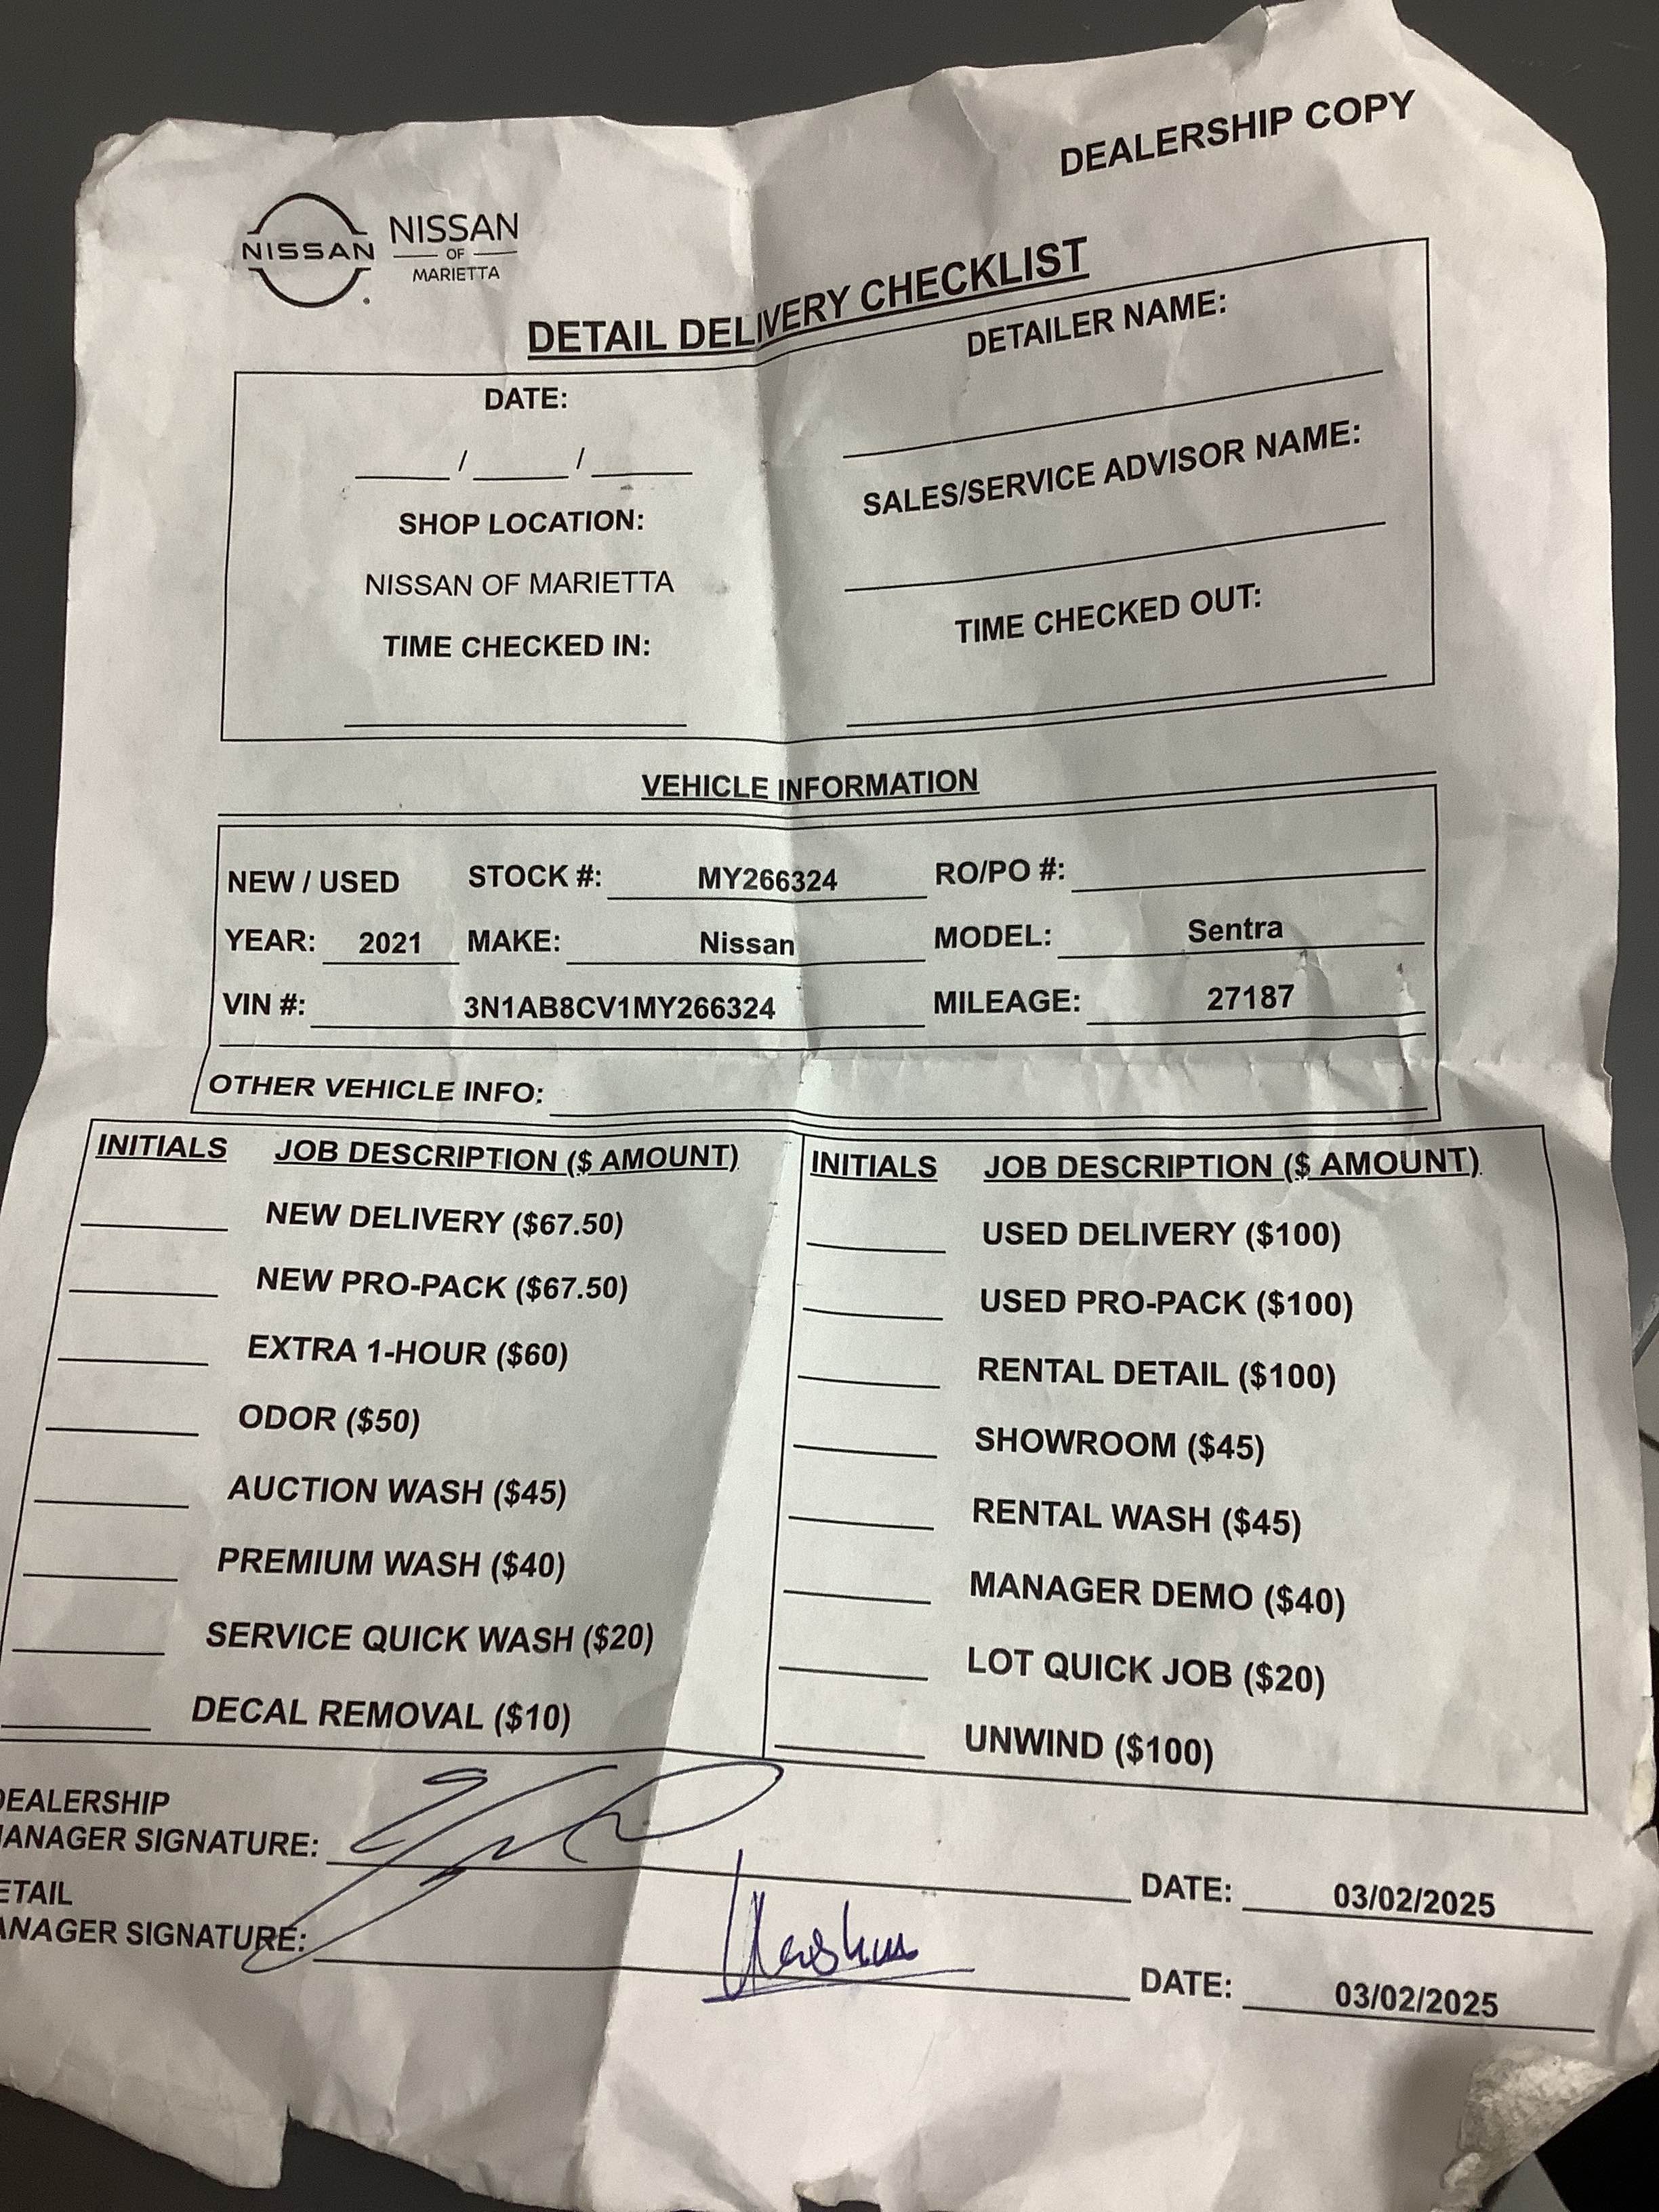 DEALERSHIP COPY
NISSAN
NISSAN
OF
MARIETTA
DETAIL DELIVERY CHECKLIST
DATE:
/ /
SHOP LOCATION:
NISSAN OF MARIETTA
TIME CHECKED IN:
DETAILER NAME:
SALES/SERVICE ADVISOR NAME:
TIME CHECKED OUT:
VEHICLE INFORMATION
NEW / USED STOCK #: MY266324 RO/PO #:
YEAR: 2021 MAKE: Nissan MODEL: Sentra
VIN #: 3N1AB8CV1MY266324 MILEAGE: 27187
OTHER VEHICLE INFO:
INITIALS JOB DESCRIPTION ($ AMOUNT)
NEW DELIVERY ($67.50)
NEW PRO-PACK ($67.50)
EXTRA 1-HOUR ($60)
ODOR ($50)
AUCTION WASH ($45)
PREMIUM WASH ($40)
SERVICE QUICK WASH ($20)
DECAL REMOVAL ($10)
INITIALS JOB DESCRIPTION ($ AMOUNT)
USED DELIVERY ($100)
USED PRO-PACK ($100)
RENTAL DETAIL ($100)
SHOWROOM ($45)
RENTAL WASH ($45)
MANAGER DEMO ($40)
LOT QUICK JOB ($20)
UNWIND ($100)
DEALERSHIP
MANAGER SIGNATURE: DATE: 03/02/2025
ETAIL
ANAGER SIGNATURE: DATE: 03/02/2025